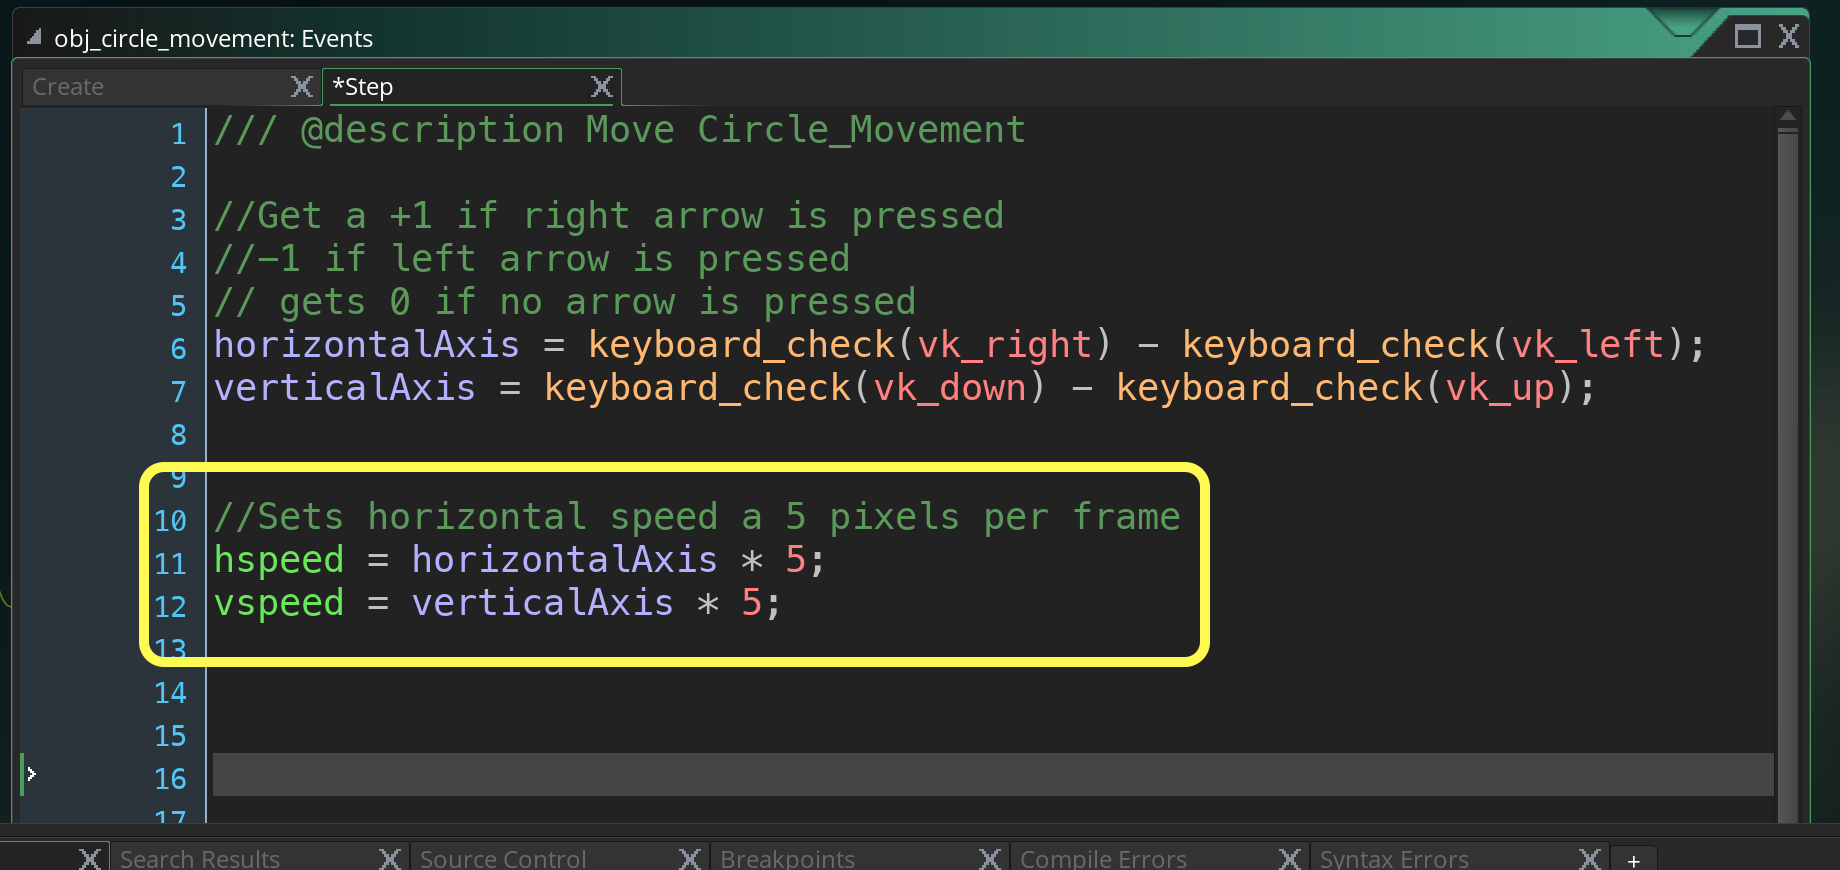 obj_circle_movement: Events
Create *Step
1 /// @description Move Circle_Movement
2
3 //Get a +1 if right arrow is pressed
4 //-1 if left arrow is pressed
5 // gets 0 if no arrow is pressed
6 horizontalAxis = keyboard_check(vk_right) - keyboard_check(vk_left);
7 verticalAxis = keyboard_check(vk_down) - keyboard_check(vk_up);
8
9
10 //Sets horizontal speed a 5 pixels per frame
11 hspeed = horizontalAxis * 5;
12 vspeed = verticalAxis * 5;
13
14
15
16
17
Search Results Source Control Breakpoints Compile Errors Syntax Errors +